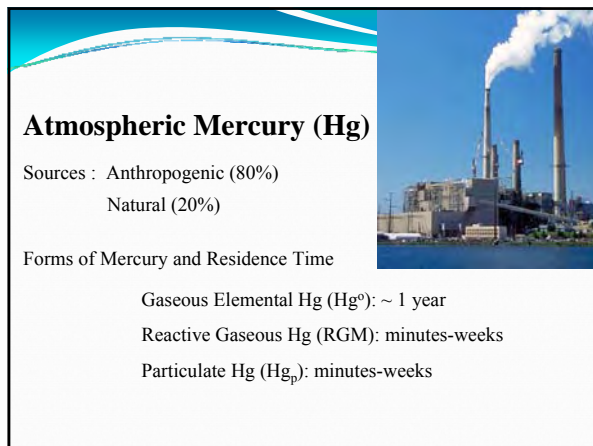 Atmospheric Mercury (Hg)
Sources : Anthropogenic (80%)
Natural (20%)
Forms of Mercury and Residence Time
Gaseous Elemental Hg (Hgº): ~ 1 year
Reactive Gaseous Hg (RGM): minutes-weeks
Particulate Hg (Hgₚ): minutes-weeks